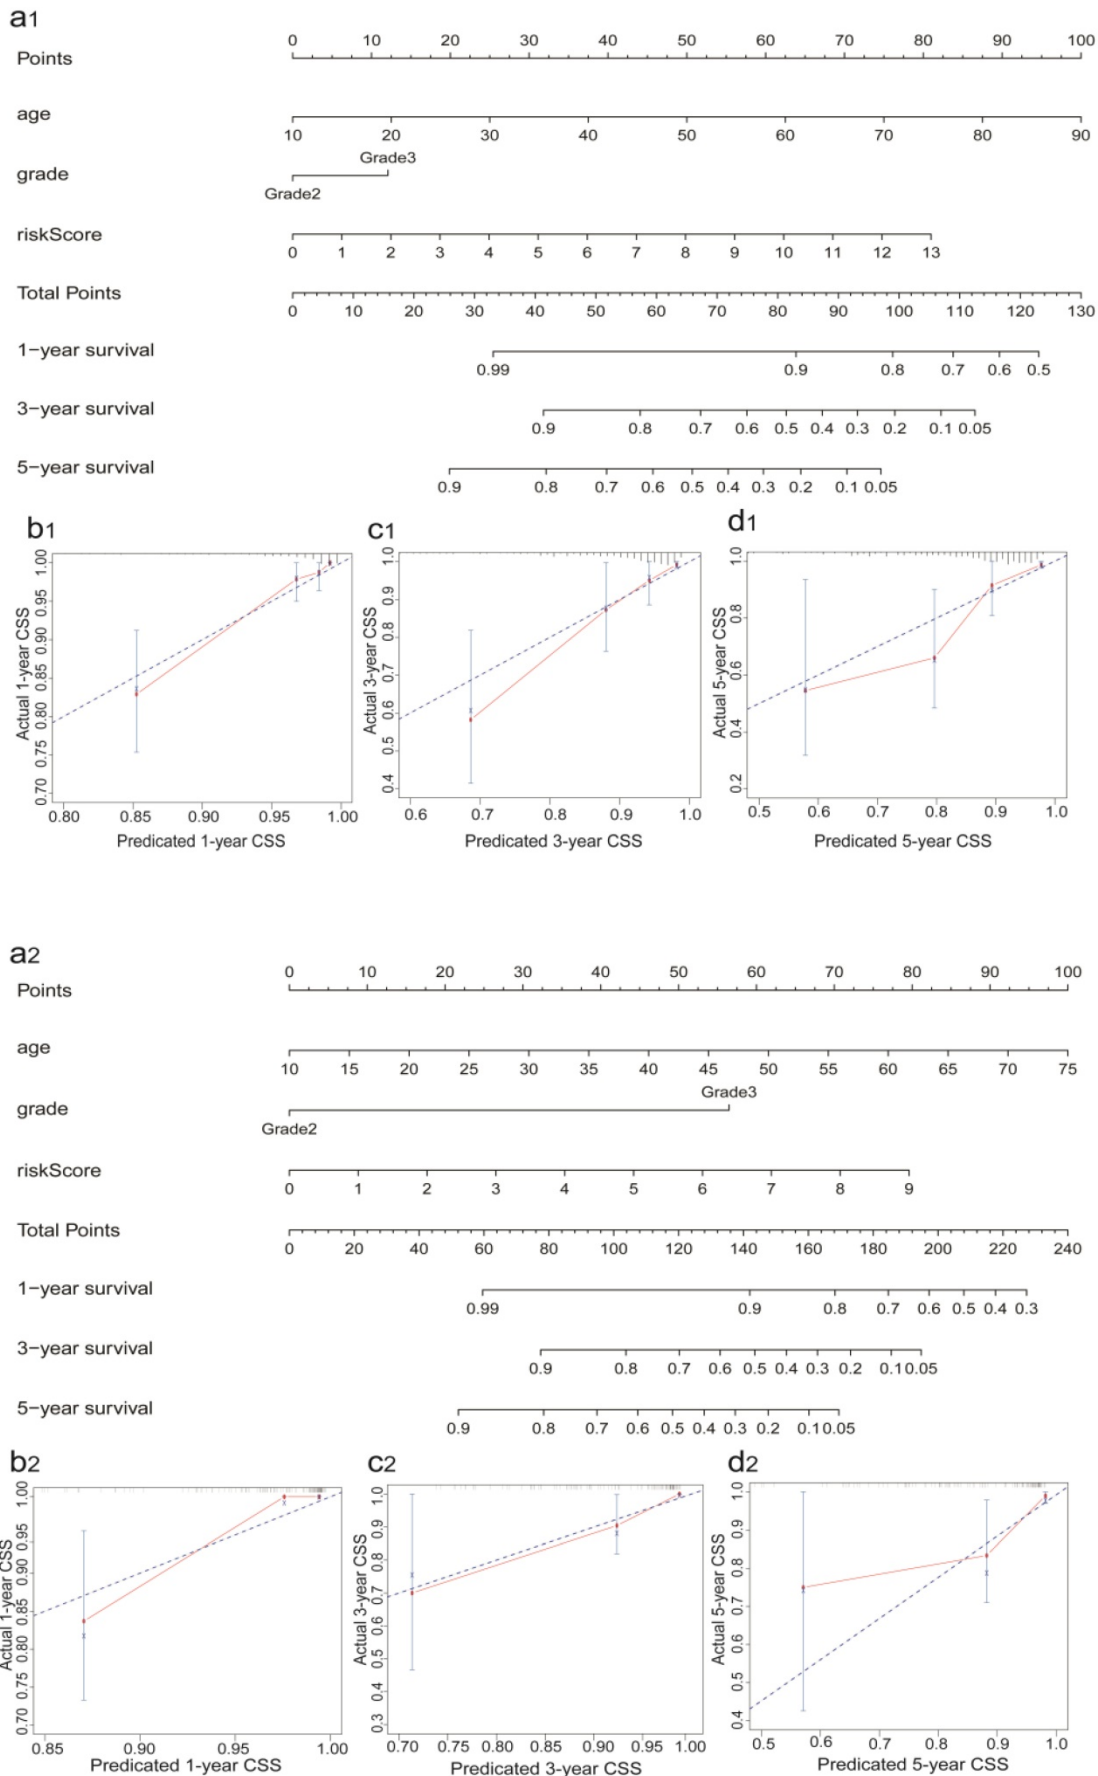 a1
0 10 20 30 40 50 60 70 80 90 100
Points
age
10 20 30 40 50 60 70 80 90
Grade3
grade
Grade2
riskScore
0 1 2 3 4 5 6 7 8 9 10 11 12 13
Total Points
0 10 20 30 40 50 60 70 80 90 100 110 120 130
1−year survival
0.99 0.9 0.8 0.7 0.6 0.5
3−year survival
0.9 0.8 0.7 0.6 0.5 0.4 0.3 0.2 0.1 0.05
5−year survival
0.9 0.8 0.7 0.6 0.5 0.4 0.3 0.2 0.1 0.05
b1
Actual 1-year CSS
0.70 0.75 0.80 0.85 0.90 0.95 1.00
0.80 0.85 0.90 0.95 1.00
Predicated 1-year CSS
c1
Actual 3-year CSS
0.4 0.5 0.6 0.7 0.8 0.9 1.0
0.6 0.7 0.8 0.9 1.0
Predicated 3-year CSS
d1
Actual 5-year CSS
0.2 0.4 0.6 0.8 1.0
0.5 0.6 0.7 0.8 0.9 1.0
Predicated 5-year CSS
a2
0 10 20 30 40 50 60 70 80 90 100
Points
age
10 15 20 25 30 35 40 45 50 55 60 65 70 75
Grade3
grade
Grade2
riskScore
0 1 2 3 4 5 6 7 8 9
Total Points
0 20 40 60 80 100 120 140 160 180 200 220 240
1−year survival
0.99 0.9 0.8 0.7 0.6 0.5 0.4 0.3
3−year survival
0.9 0.8 0.7 0.6 0.5 0.4 0.3 0.2 0.1 0.05
5−year survival
0.9 0.8 0.7 0.6 0.5 0.4 0.3 0.2 0.1 0.05
b2
Actual 1-year CSS
0.70 0.75 0.80 0.85 0.90 0.95 1.00
0.85 0.90 0.95 1.00
Predicated 1-year CSS
c2
Actual 3-year CSS
0.3 0.4 0.5 0.6 0.7 0.8 0.9 1.0
0.70 0.75 0.80 0.85 0.90 0.95 1.00
Predicated 3-year CSS
d2
Actual 5-year CSS
0.4 0.5 0.6 0.7 0.8 0.9 1.0
0.5 0.6 0.7 0.8 0.9 1.0
Predicated 5-year CSS